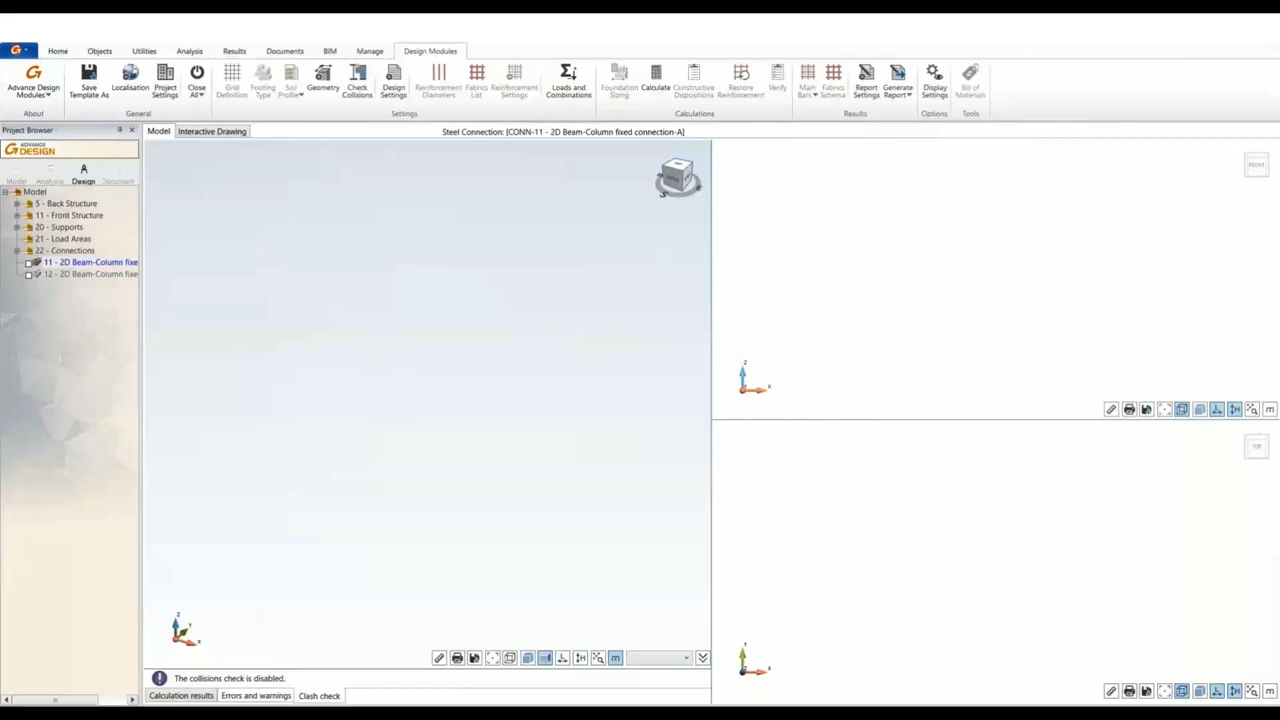 Home Objects Utilities Analysis Results Documents BIM Manage Design Modules
Advance Design Modules
Save Template As
Localisation
Project Settings
Close All
Grid Definition
Footing Type
Soil Profile
Geometry
Check Collisions
Design Settings
Reinforcement Diameters
Fabrics List
Reinforcement Settings
Loads and Combinations
Foundation Sizing
Calculate
Constructive Dispositions
Restore Reinforcement
Verify
Main Bars
Fabrics Schema
Report Settings
Generate Report
Display Settings
Bill of Materials
About General Settings Calculations Results Options Tools
Project Browser
Model Interactive Drawing
Steel Connection: [CONN-11 - 2D Beam-Column fixed connection-A]
ADVANCE
DESIGN
Model Analysis Design Document
Model
5 - Back Structure
11 - Front Structure
20 - Supports
21 - Load Areas
22 - Connections
11 - 2D Beam-Column fixe
12 - 2D Beam-Column fixe
FRONT
Z
X
TOP
Z
Y
X
Y
X
The collisions check is disabled.
Calculation results Errors and warnings Clash check